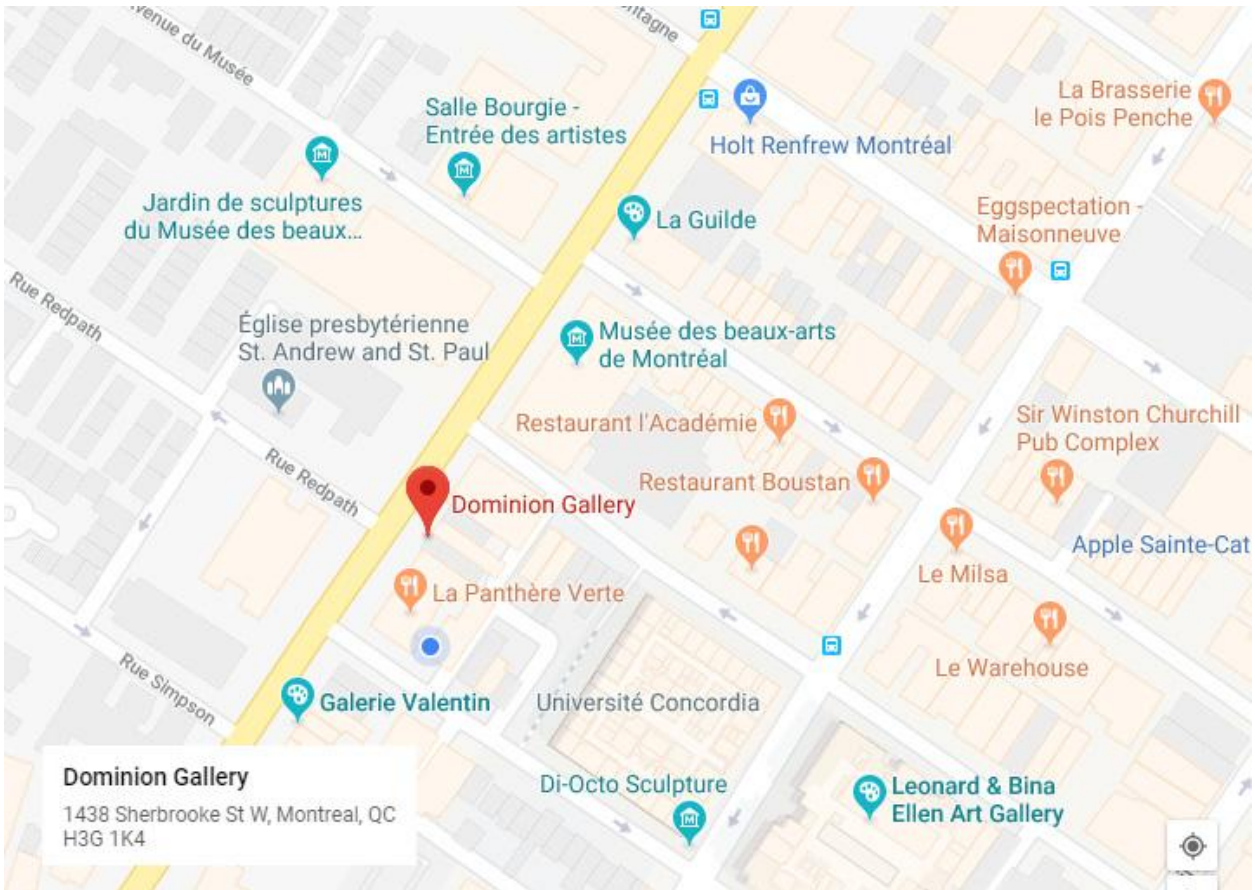 Avenue du Musée
ntagne
La Brasserie
le Pois Penche
Salle Bourgie -
Entrée des artistes
Holt Renfrew Montréal
Jardin de sculptures
du Musée des beaux...
La Guilde
Eggspectation -
Maisonneuve
Rue Redpath
Église presbytérienne
St. Andrew and St. Paul
Musée des beaux-arts
de Montréal
Restaurant l'Académie
Sir Winston Churchill
Pub Complex
Rue Redpath
Restaurant Boustan
Dominion Gallery
Apple Sainte-Cat
Le Milsa
La Panthère Verte
Le Warehouse
Rue Simpson
Galerie Valentin
Université Concordia
Di-Octo Sculpture
Leonard & Bina
Ellen Art Gallery
Dominion Gallery
1438 Sherbrooke St W, Montreal, QC
H3G 1K4